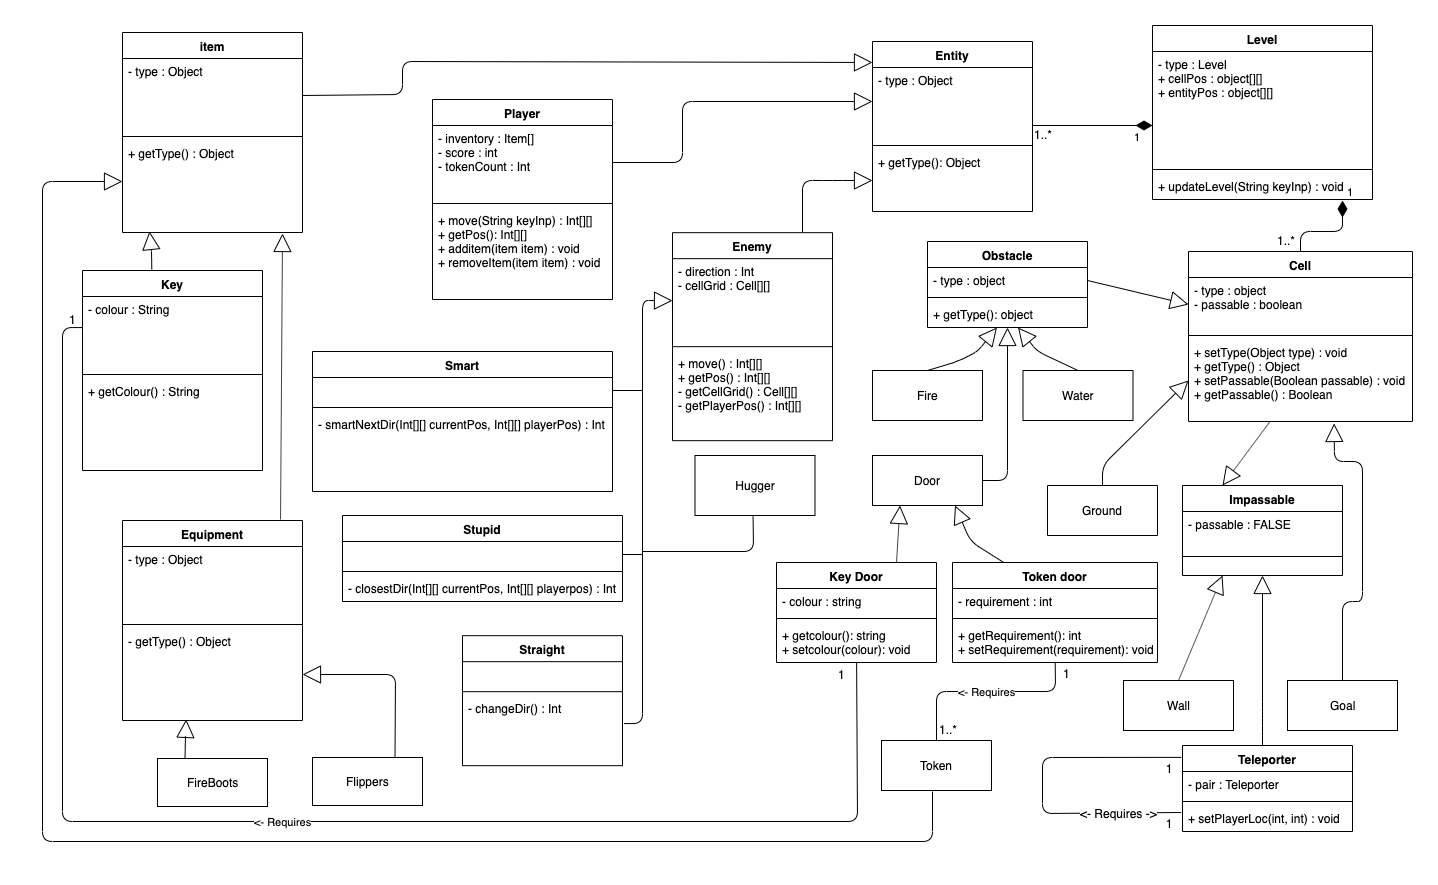 item
- type : Object
+ getType() : Object
Player
- inventory : Item[]
- score : int
- tokenCount : Int
+ move(String keyInp) : Int[][]
+ getPos(): Int[][]
+ additem(item item) : void
+ removeItem(item item) : void
Entity
- type : Object
+ getType(): Object
1..*
1
Level
- type : Level
+ cellPos : object[][]
+ entityPos : object[][]
+ updateLevel(String keyInp) : void
1
1..*
Key
- colour : String
+ getColour() : String
1
Enemy
- direction : Int
- cellGrid : Cell[][]
+ move() : Int[][]
+ getPos() : Int[][]
- getCellGrid() : Cell[][]
- getPlayerPos() : Int[][]
Obstacle
- type : object
+ getType(): object
Cell
- type : object
- passable : boolean
+ setType(Object type) : void
+ getType() : Object
+ setPassable(Boolean passable) : void
+ getPassable() : Boolean
Smart
- smartNextDir(Int[][] currentPos, Int[][] playerPos) : Int
Fire
Water
Hugger
Door
Ground
Impassable
- passable : FALSE
Equipment
- type : Object
- getType() : Object
Stupid
- closestDir(Int[][] currentPos, Int[][] playerpos) : Int
Key Door
- colour : string
+ getcolour(): string
+ setcolour(colour): void
1
Token door
- requirement : int
+ getRequirement(): int
+ setRequirement(requirement): void
1
<- Requires
1..*
Straight
- changeDir() : Int
Wall
Goal
FireBoots
Flippers
Token
Teleporter
- pair : Teleporter
+ setPlayerLoc(int, int) : void
1
<- Requires ->
1
<- Requires